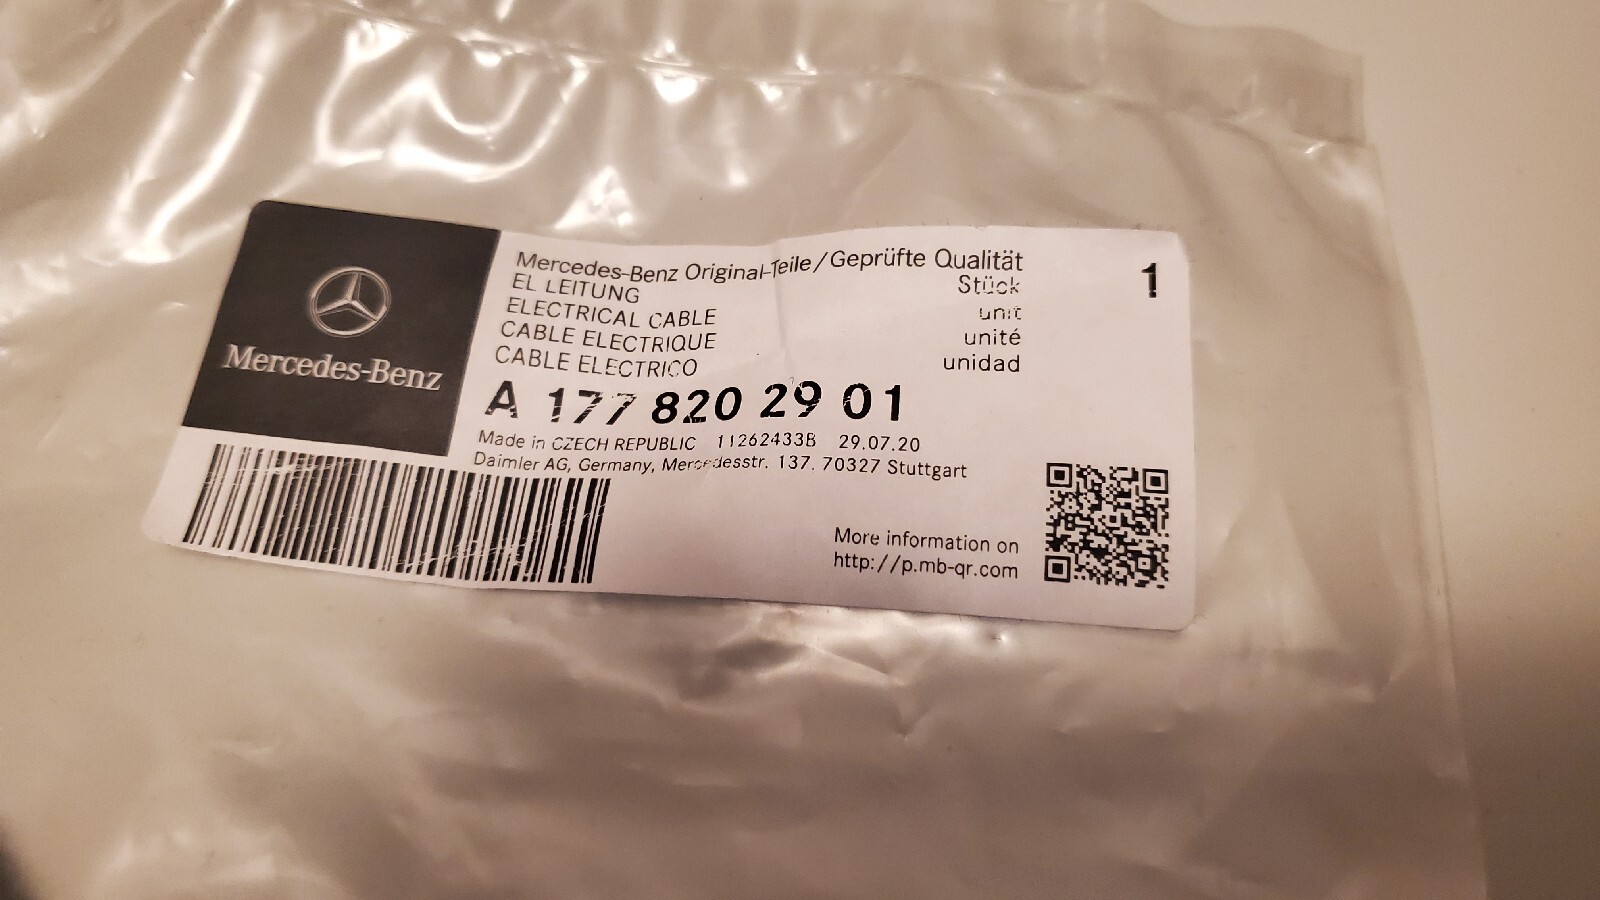 Mercedes-Benz
Mercedes-Benz Original-Teile/Geprüfte Qualität
EL LEITUNG Stück 1
ELECTRICAL CABLE unit
CABLE ELECTRIQUE unité
CABLE ELECTRICO unidad
A 177 820 29 01
Made in CZECH REPUBLIC 11262433B 29.07.20
Daimler AG, Germany, Mercedesstr. 137. 70327 Stuttgart
More information on
http://p.mb-qr.com